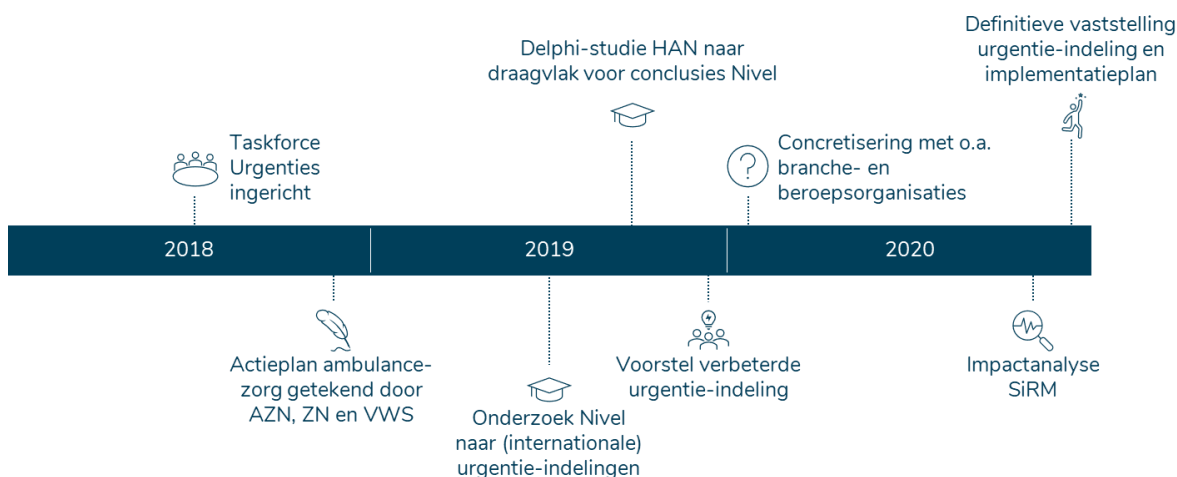 Definitieve vaststelling
urgentie-indeling en
implementatieplan
Delphi-studie HAN naar
draagvlak voor conclusies Nivel
Taskforce
Urgenties
ingericht
Concretisering met o.a.
branche- en
beroepsorganisaties
2018
2019
2020
Actieplan ambulance-
zorg getekend door
AZN, ZN en VWS
Onderzoek Nivel
naar (internationale)
urgentie-indelingen
Voorstel verbeterde
urgentie-indeling
Impactanalyse
SiRM